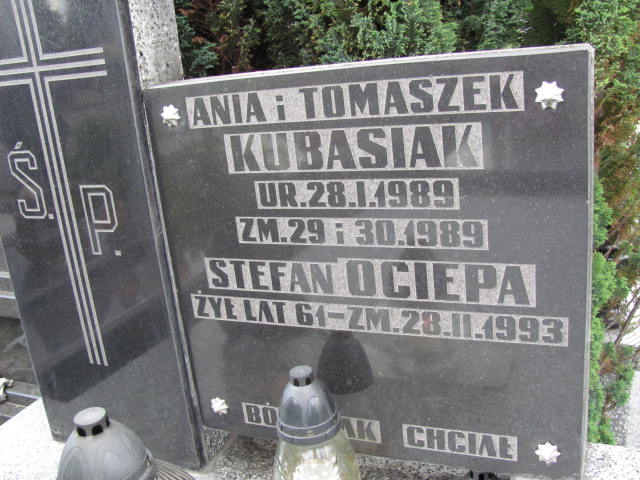 Ś. P.
ANIA i TOMASZEK
KUBASIAK
UR.28.I.1989
ZM.29 i 30.1989
STEFAN OCIEPA
ŻYŁ LAT 61-ZM.28.II.1993
CHCIAŁ